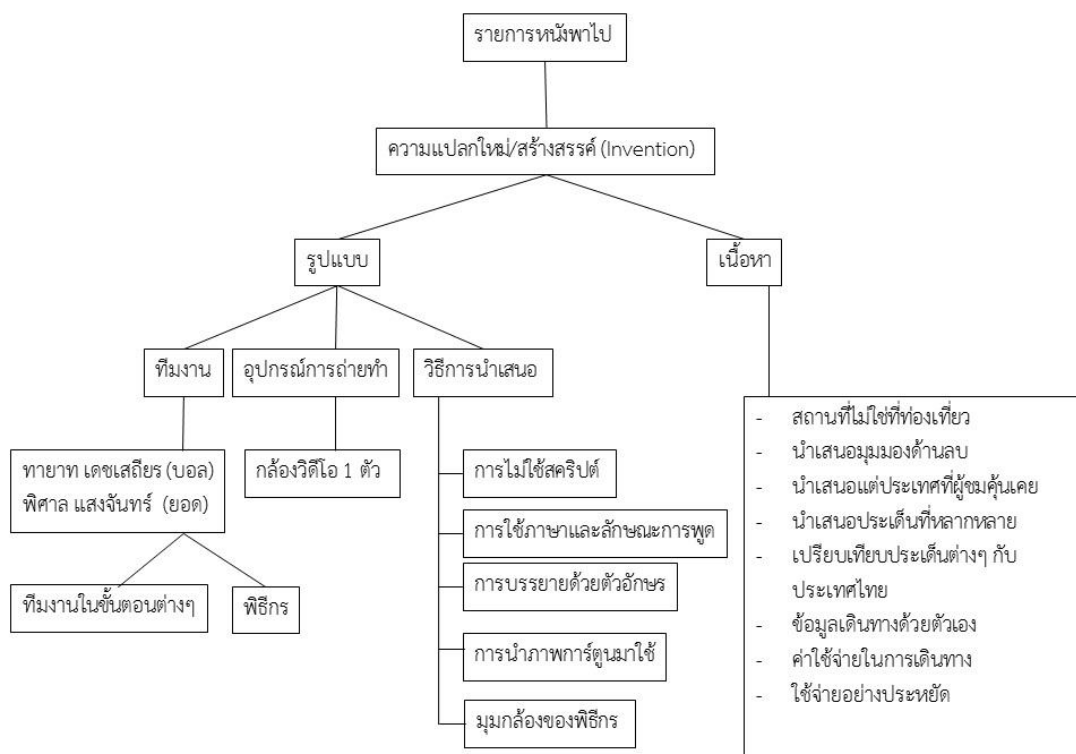 รายการหนังพาไป
ความแปลกใหม่/สร้างสรรค์ (Invention)
รูปแบบ
เนื้อหา
ทีมงาน
อุปกรณ์การถ่ายทำ
วิธีการนำเสนอ
ทายาท เดชเสถียร (บอล)
พิศาล แสงจันทร์ (ยอด)
กล้องวิดีโอ 1 ตัว
ทีมงานในขั้นตอนต่างๆ
พิธีกร
การไม่ใช้สคริปต์
การใช้ภาษาและลักษณะการพูด
การบรรยายด้วยตัวอักษร
การนำภาพการ์ตูนมาใช้
มุมกล้องของพิธีกร
- สถานที่ไม่ใช่ที่ท่องเที่ยว
- นำเสนอมุมมองด้านลบ
- นำเสนอแต่ประเทศที่ผู้ชมคุ้นเคย
- นำเสนอประเด็นที่หลากหลาย
- เปรียบเทียบประเด็นต่างๆ กับ
ประเทศไทย
- ข้อมูลเดินทางด้วยตัวเอง
- ค่าใช้จ่ายในการเดินทาง
- ใช้จ่ายอย่างประหยัด